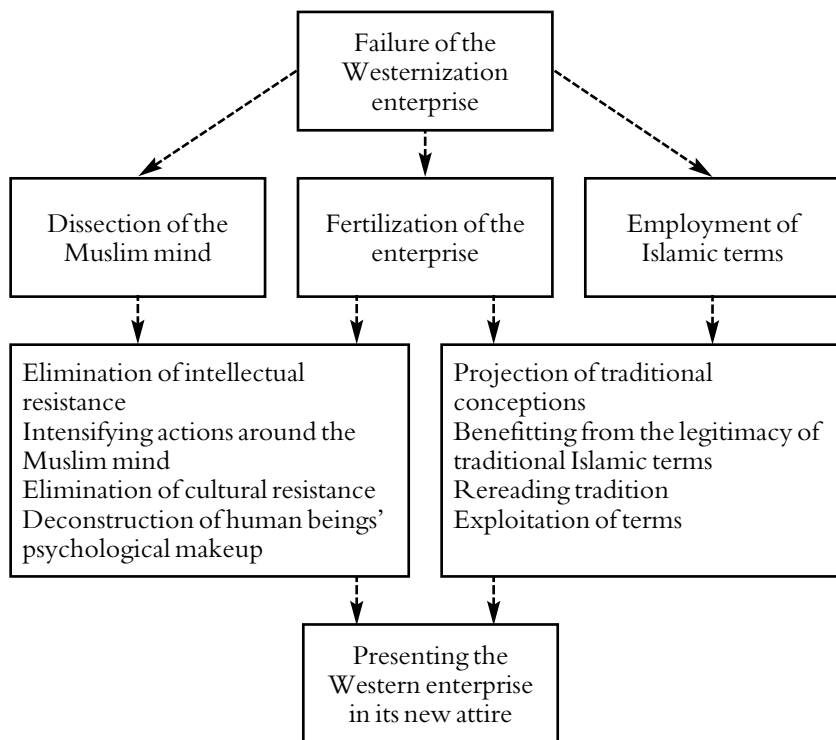 Failure of the
Westernization
enterprise
Dissection of the
Muslim mind
Fertilization of the
enterprise
Employment of
Islamic terms
Elimination of intellectual
resistance
Intensifying actions around the
Muslim mind
Elimination of cultural resistance
Deconstruction of human beings’
psychological makeup
Projection of traditional
conceptions
Benefitting from the legitimacy of
traditional Islamic terms
Rereading tradition
Exploitation of terms
Presenting the
Western enterprise
in its new attire